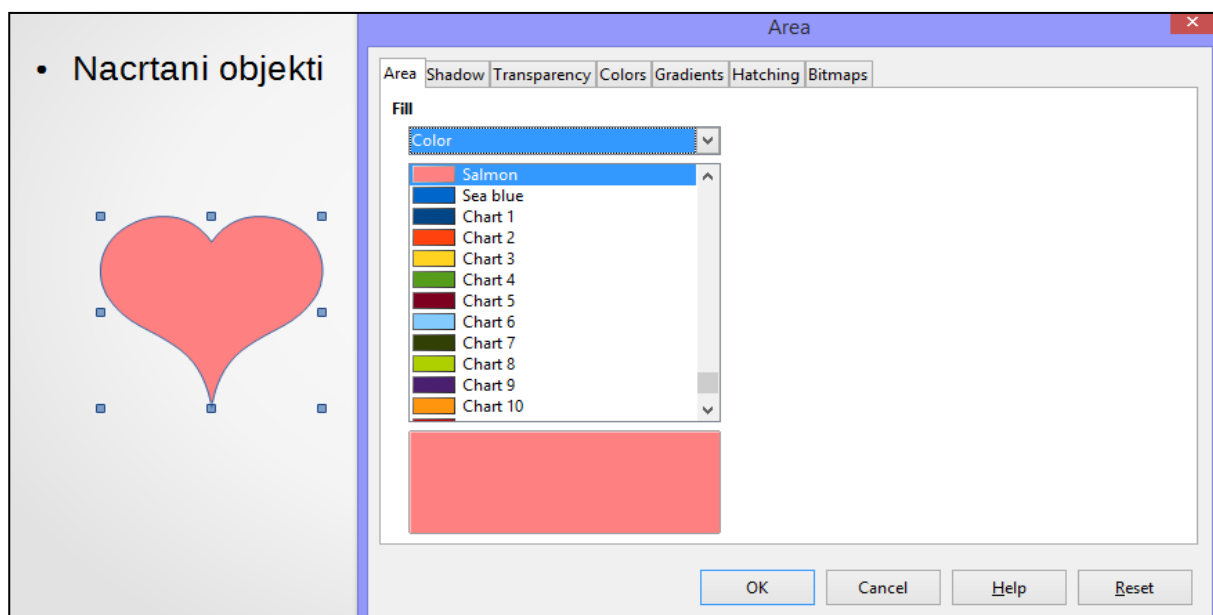 • Nacrtani objekti
Area
Area Shadow Transparency Colors Gradients Hatching Bitmaps
Fill
Color
Salmon
Sea blue
Chart 1
Chart 2
Chart 3
Chart 4
Chart 5
Chart 6
Chart 7
Chart 8
Chart 9
Chart 10
OK Cancel Help Reset